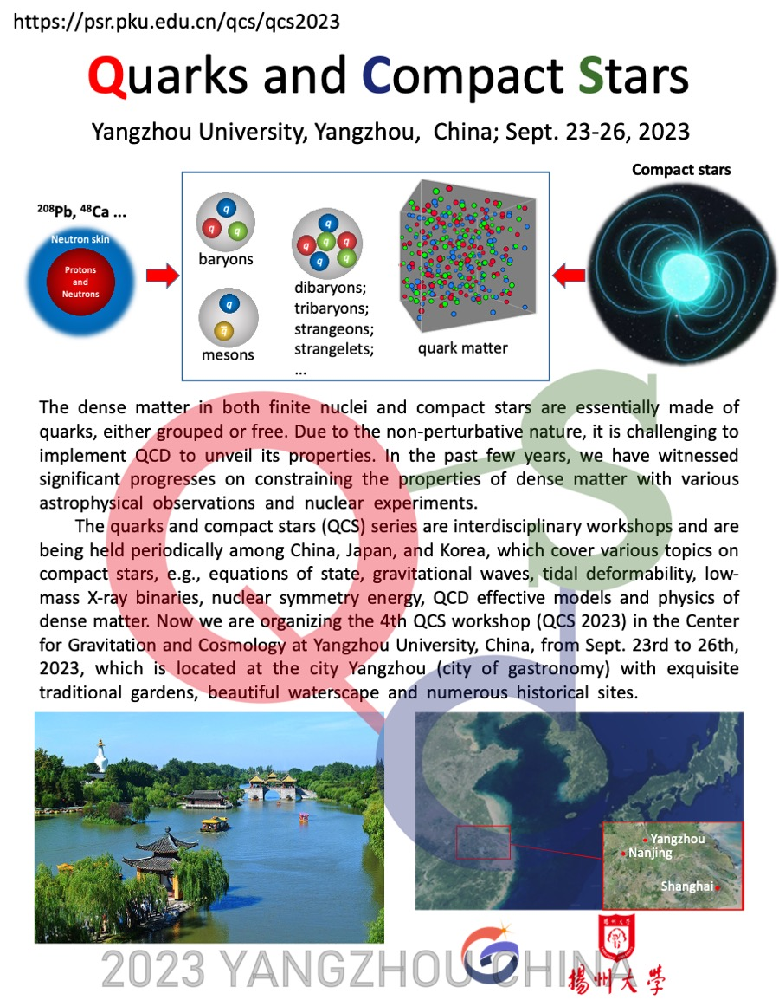 https://psr.pku.edu.cn/qcs/qcs2023
Quarks and Compact Stars
Yangzhou University, Yangzhou, China; Sept. 23-26, 2023
Compact stars
²⁰⁸Pb, ⁴⁸Ca ...
Neutron skin
Protons
and
Neutrons
q
q q
baryons
q
q̅
mesons
q
q q q
q q
dibaryons;
tribaryons;
strangeons;
strangelets;
...
quark matter
The dense matter in both finite nuclei and compact stars are essentially made of
quarks, either grouped or free. Due to the non-perturbative nature, it is challenging to
implement QCD to unveil its properties. In the past few years, we have witnessed
significant progresses on constraining the properties of dense matter with various
astrophysical observations and nuclear experiments.
The quarks and compact stars (QCS) series are interdisciplinary workshops and are
being held periodically among China, Japan, and Korea, which cover various topics on
compact stars, e.g., equations of state, gravitational waves, tidal deformability, low-
mass X-ray binaries, nuclear symmetry energy, QCD effective models and physics of
dense matter. Now we are organizing the 4th QCS workshop (QCS 2023) in the Center
for Gravitation and Cosmology at Yangzhou University, China, from Sept. 23rd to 26th,
2023, which is located at the city Yangzhou (city of gastronomy) with exquisite
traditional gardens, beautiful waterscape and numerous historical sites.
QCS
Yangzhou
Nanjing
Shanghai
2023 YANGZHOU CHINA
揚州大學